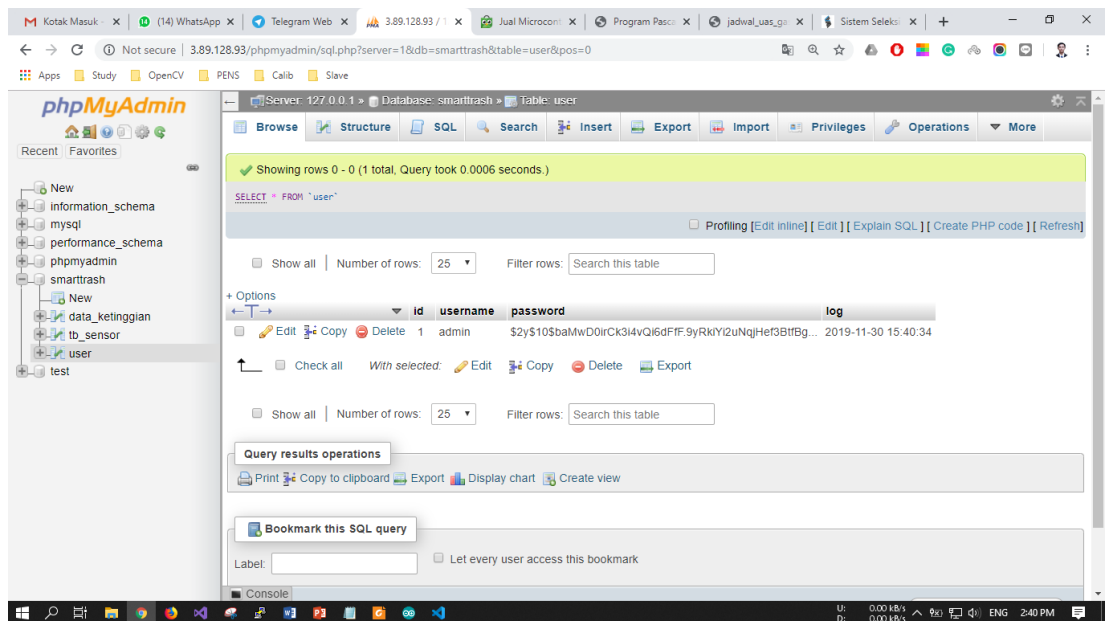 Kotak Masuk - (14) WhatsApp Telegram Web 3.89.128.93 / 1 Jual Microcont Program Pasca jadwal_uas_ga Sistem Seleksi
Not secure | 3.89.128.93/phpmyadmin/sql.php?server=1&db=smarttrash&table=user&pos=0
Apps Study OpenCV PENS Calib Slave
phpMyAdmin
Recent Favorites
New
information_schema
mysql
performance_schema
phpmyadmin
smarttrash
New
data_ketinggian
tb_sensor
user
test
Server: 127.0.0.1 » Database: smarttrash » Table: user
Browse Structure SQL Search Insert Export Import Privileges Operations More
Showing rows 0 - 0 (1 total, Query took 0.0006 seconds.)
SELECT * FROM `user`
Profiling [Edit inline] [ Edit ] [ Explain SQL ] [ Create PHP code ] [ Refresh]
Show all | Number of rows: 25 Filter rows: Search this table
+ Options
←T→ id username password log
Edit Copy Delete 1 admin $2y$10$baMwD0irCk3i4vQi6dFfF.9yRkiYi2uNqjHef3BtfBg... 2019-11-30 15:40:34
Check all With selected: Edit Copy Delete Export
Show all | Number of rows: 25 Filter rows: Search this table
Query results operations
Print Copy to clipboard Export Display chart Create view
Bookmark this SQL query
Label: Let every user access this bookmark
Console
U: 0.00 kB/s
D: 0.00 kB/s
ENG 2:40 PM